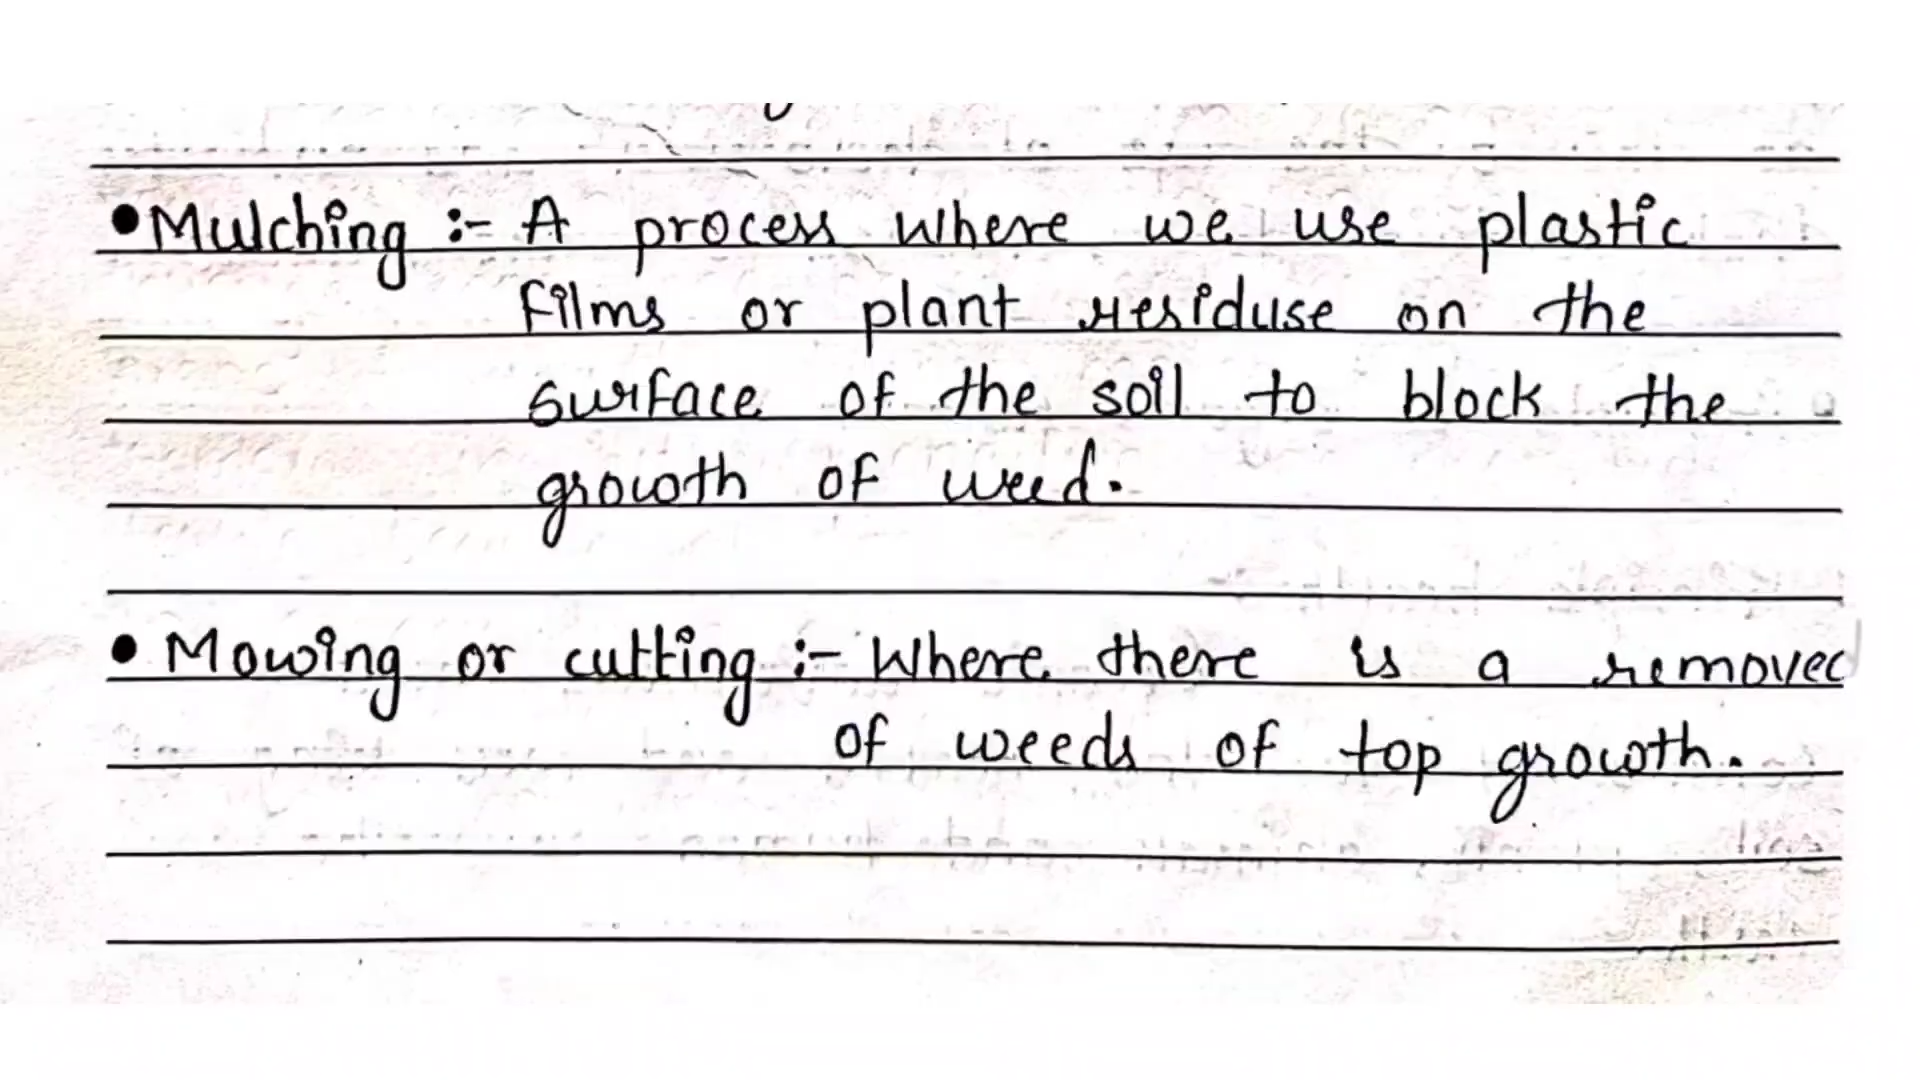 • Mulching :- A process where we use plastic
films or plant residuse on the
surface of the soil to block the
growth of weed.
• Mowing or cutting :- Where there is a removed
of weeds of top growth.